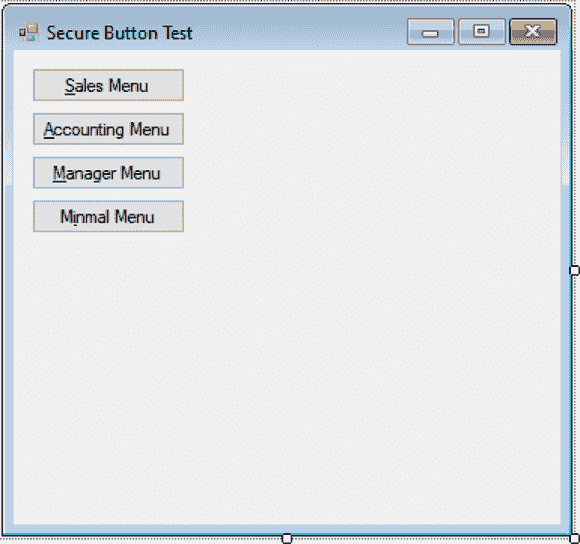 Secure Button Test
Sales Menu
Accounting Menu
Manager Menu
Minmal Menu